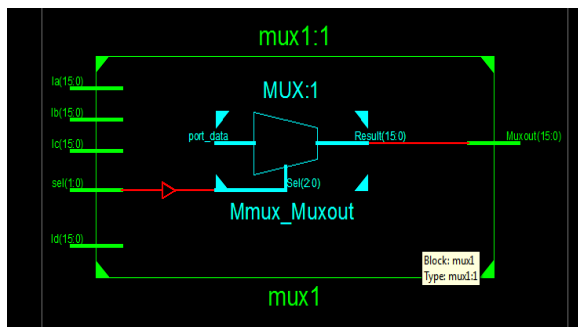 mux1:1
MUX:1
Ia(15:0)
Ib(15:0)
port_data
Result(15:0)
Muxout(15:0)
Ic(15:0)
sel(1:0)
Sel(2:0)
Mmux_Muxout
Id(15:0)
Block: mux1
Type: mux1:1
mux1